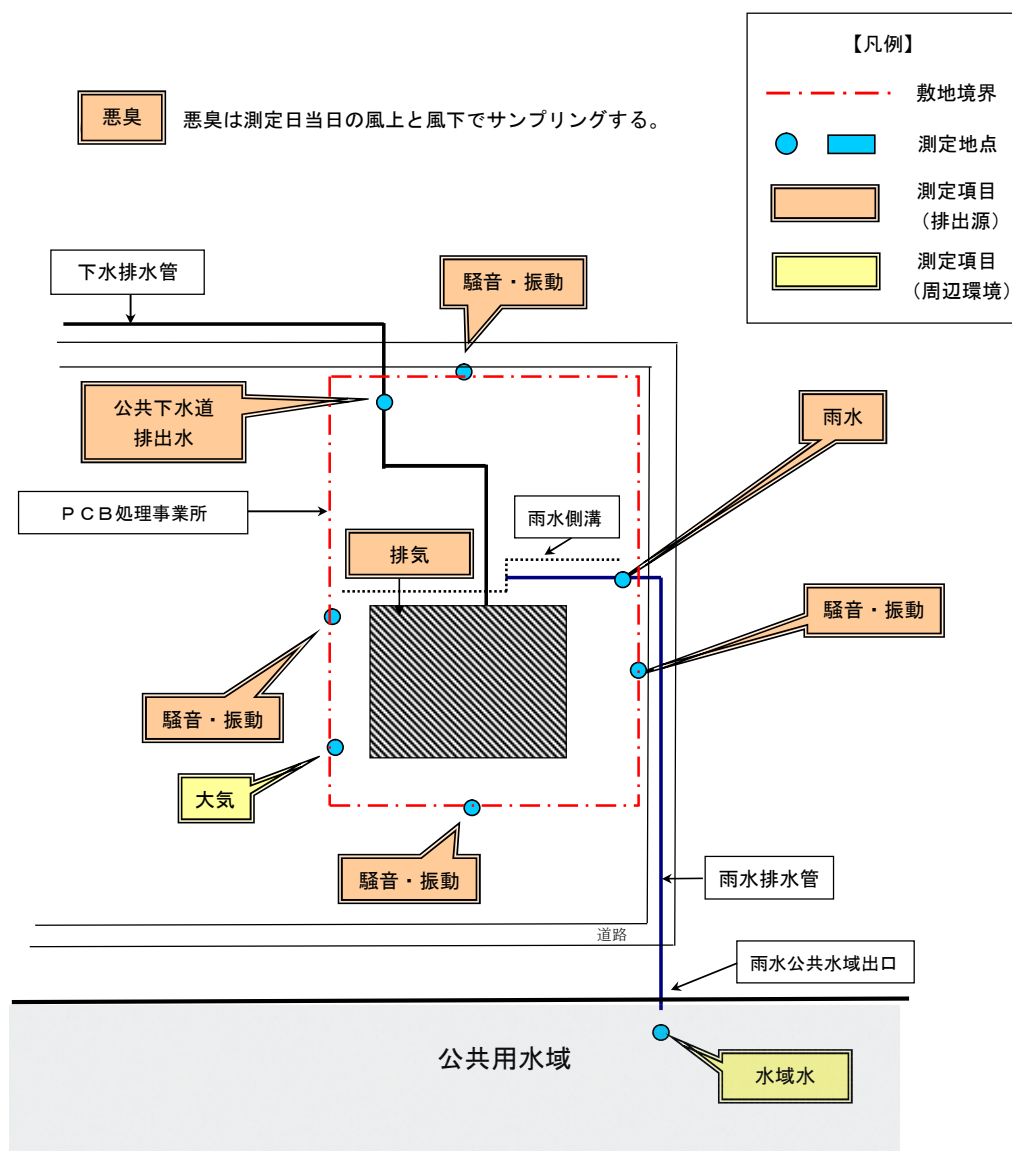 【凡例】
敷地境界
測定地点
測定項目
（排出源）
測定項目
（周辺環境）
悪臭
悪臭は測定日当日の風上と風下でサンプリングする。
下水排水管
騒音・振動
公共下水道
排出水
雨水
ＰＣＢ処理事業所
雨水側溝
排気
騒音・振動
騒音・振動
大気
騒音・振動
雨水排水管
道路
雨水公共水域出口
公共用水域
水域水